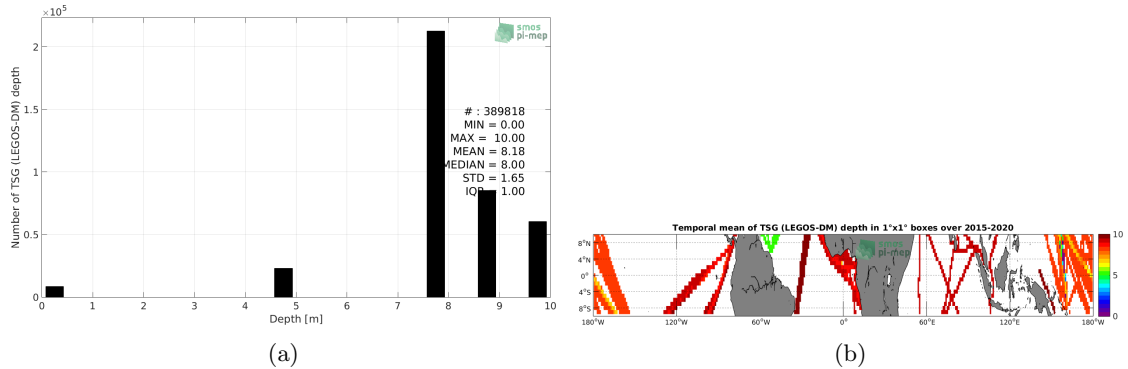 ×10⁵
smos
pi-mep
2
1.5
1
0.5
0
Number of TSG (LEGOS-DM) depth
# : 389818
MIN = 0.00
MAX = 10.00
MEAN = 8.18
MEDIAN = 8.00
STD = 1.65
IQR = 1.00
0 1 2 3 4 5 6 7 8 9 10
Depth [m]
(a)
Temporal mean of TSG (LEGOS-DM) depth in 1°x1° boxes over 2015-2020
smos
pi-mep
8°N
4°N
0°
4°S
8°S
180°W 120°W 60°W 0° 60°E 120°E 180°W
10
5
0
(b)